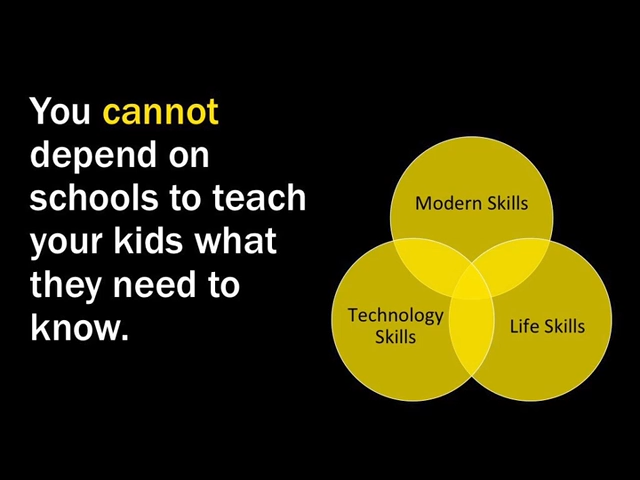 You cannot
depend on
schools to teach
your kids what
they need to
know.
Modern Skills
Technology
Skills
Life Skills